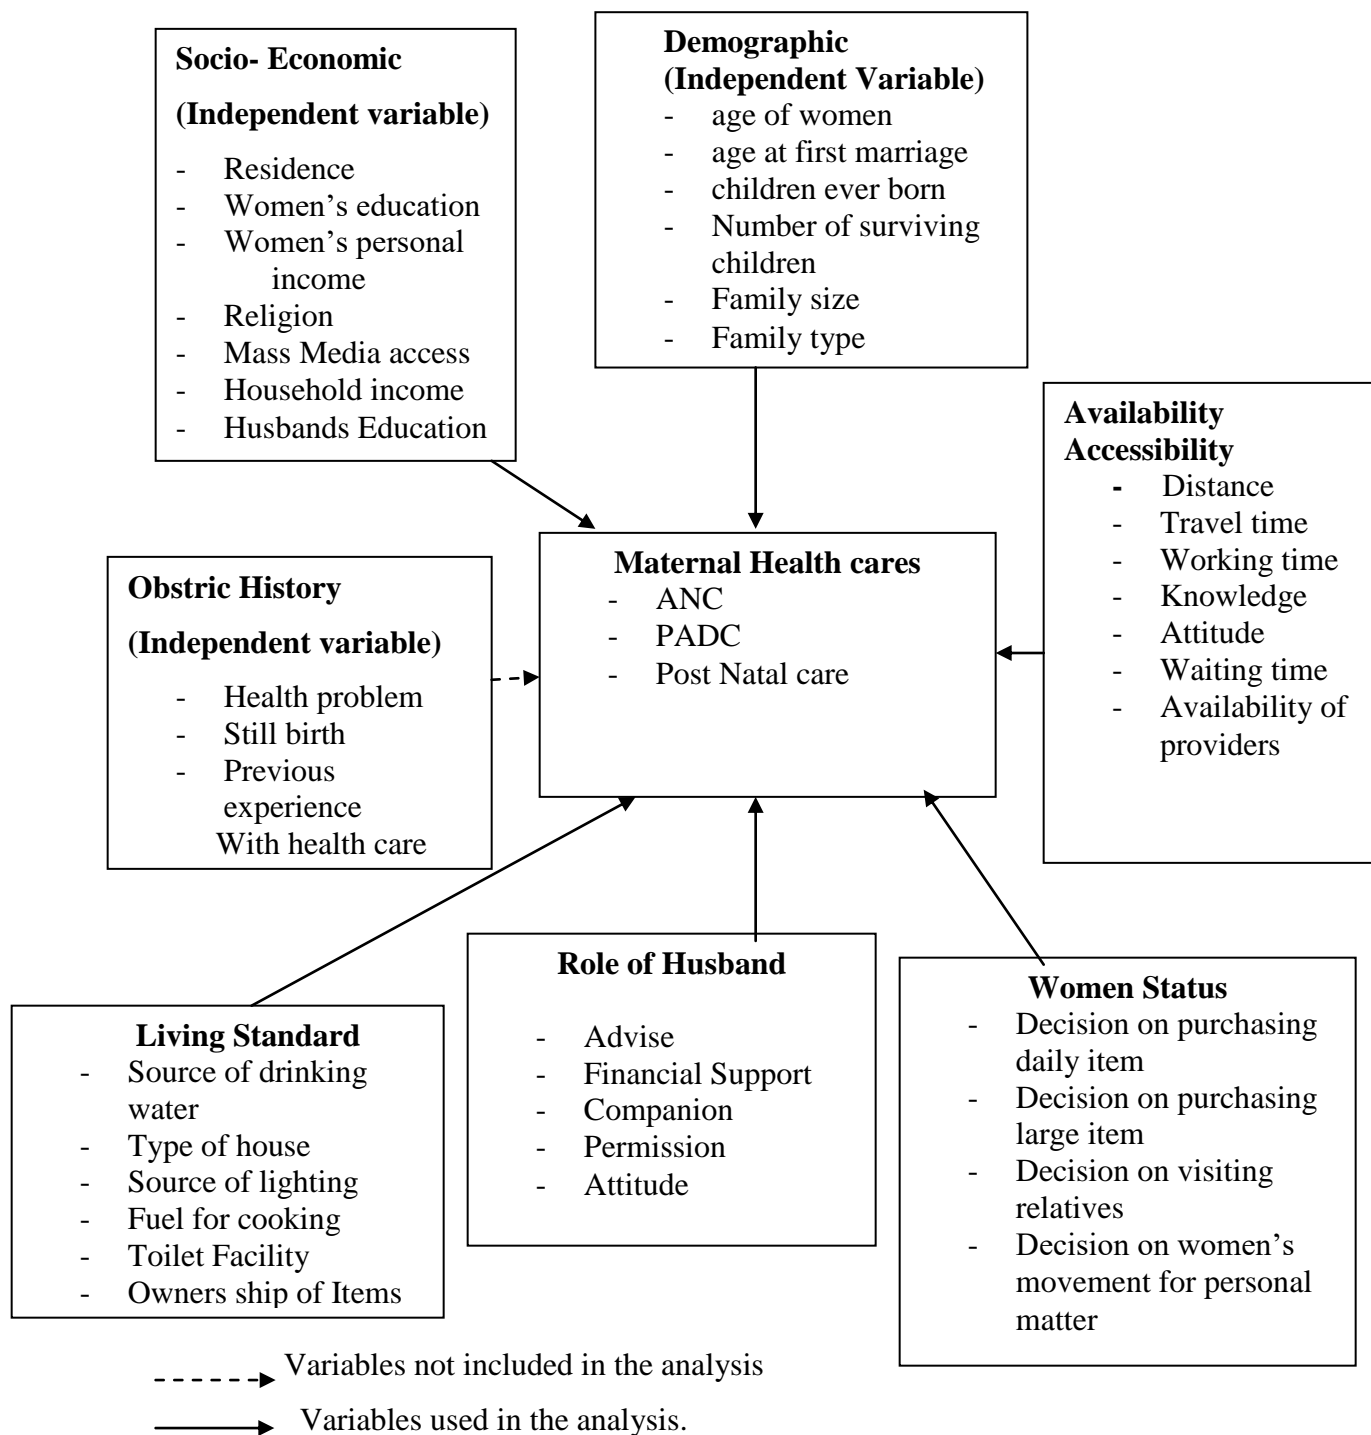 Socio- Economic
(Independent variable)
- Residence
- Women’s education
- Women’s personal
income
- Religion
- Mass Media access
- Household income
- Husbands Education
Demographic
(Independent Variable)
- age of women
- age at first marriage
- children ever born
- Number of surviving
children
- Family size
- Family type
Availability
Accessibility
- Distance
- Travel time
- Working time
- Knowledge
- Attitude
- Waiting time
- Availability of
providers
Obstric History
(Independent variable)
- Health problem
- Still birth
- Previous
experience
With health care
Maternal Health cares
- ANC
- PADC
- Post Natal care
Living Standard
- Source of drinking
water
- Type of house
- Source of lighting
- Fuel for cooking
- Toilet Facility
- Owners ship of Items
Role of Husband
- Advise
- Financial Support
- Companion
- Permission
- Attitude
Women Status
- Decision on purchasing
daily item
- Decision on purchasing
large item
- Decision on visiting
relatives
- Decision on women’s
movement for personal
matter
Variables not included in the analysis
Variables used in the analysis.